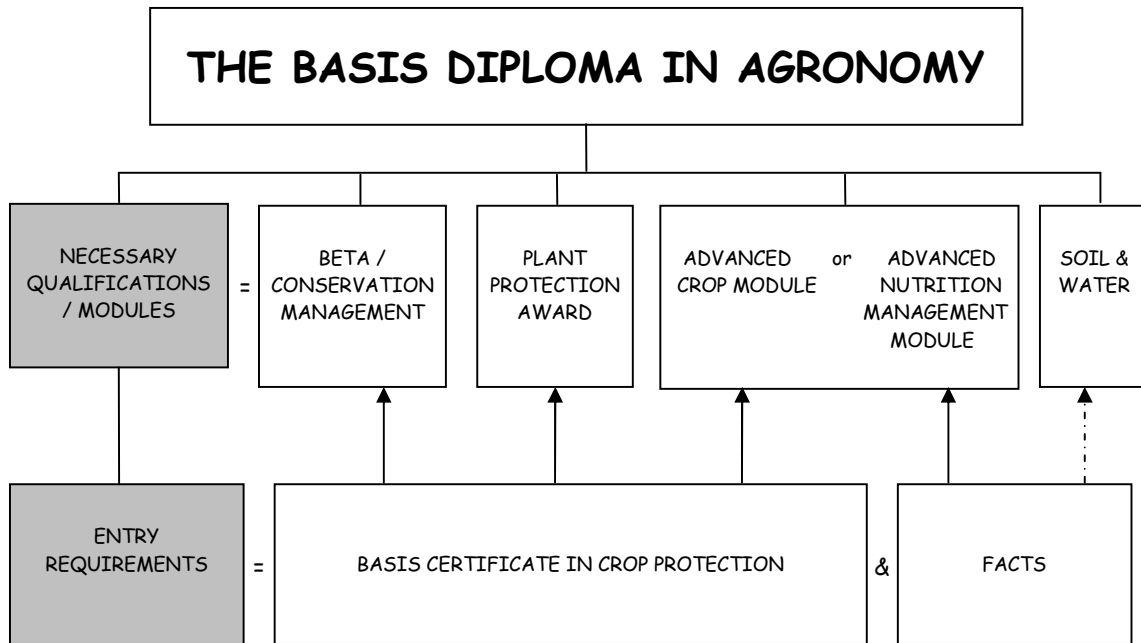 THE BASIS DIPLOMA IN AGRONOMY
NECESSARY
QUALIFICATIONS
/ MODULES
=
BETA /
CONSERVATION
MANAGEMENT
PLANT
PROTECTION
AWARD
ADVANCED
CROP MODULE
or
ADVANCED
NUTRITION
MANAGEMENT
MODULE
SOIL &
WATER
ENTRY
REQUIREMENTS
=
BASIS CERTIFICATE IN CROP PROTECTION
&
FACTS